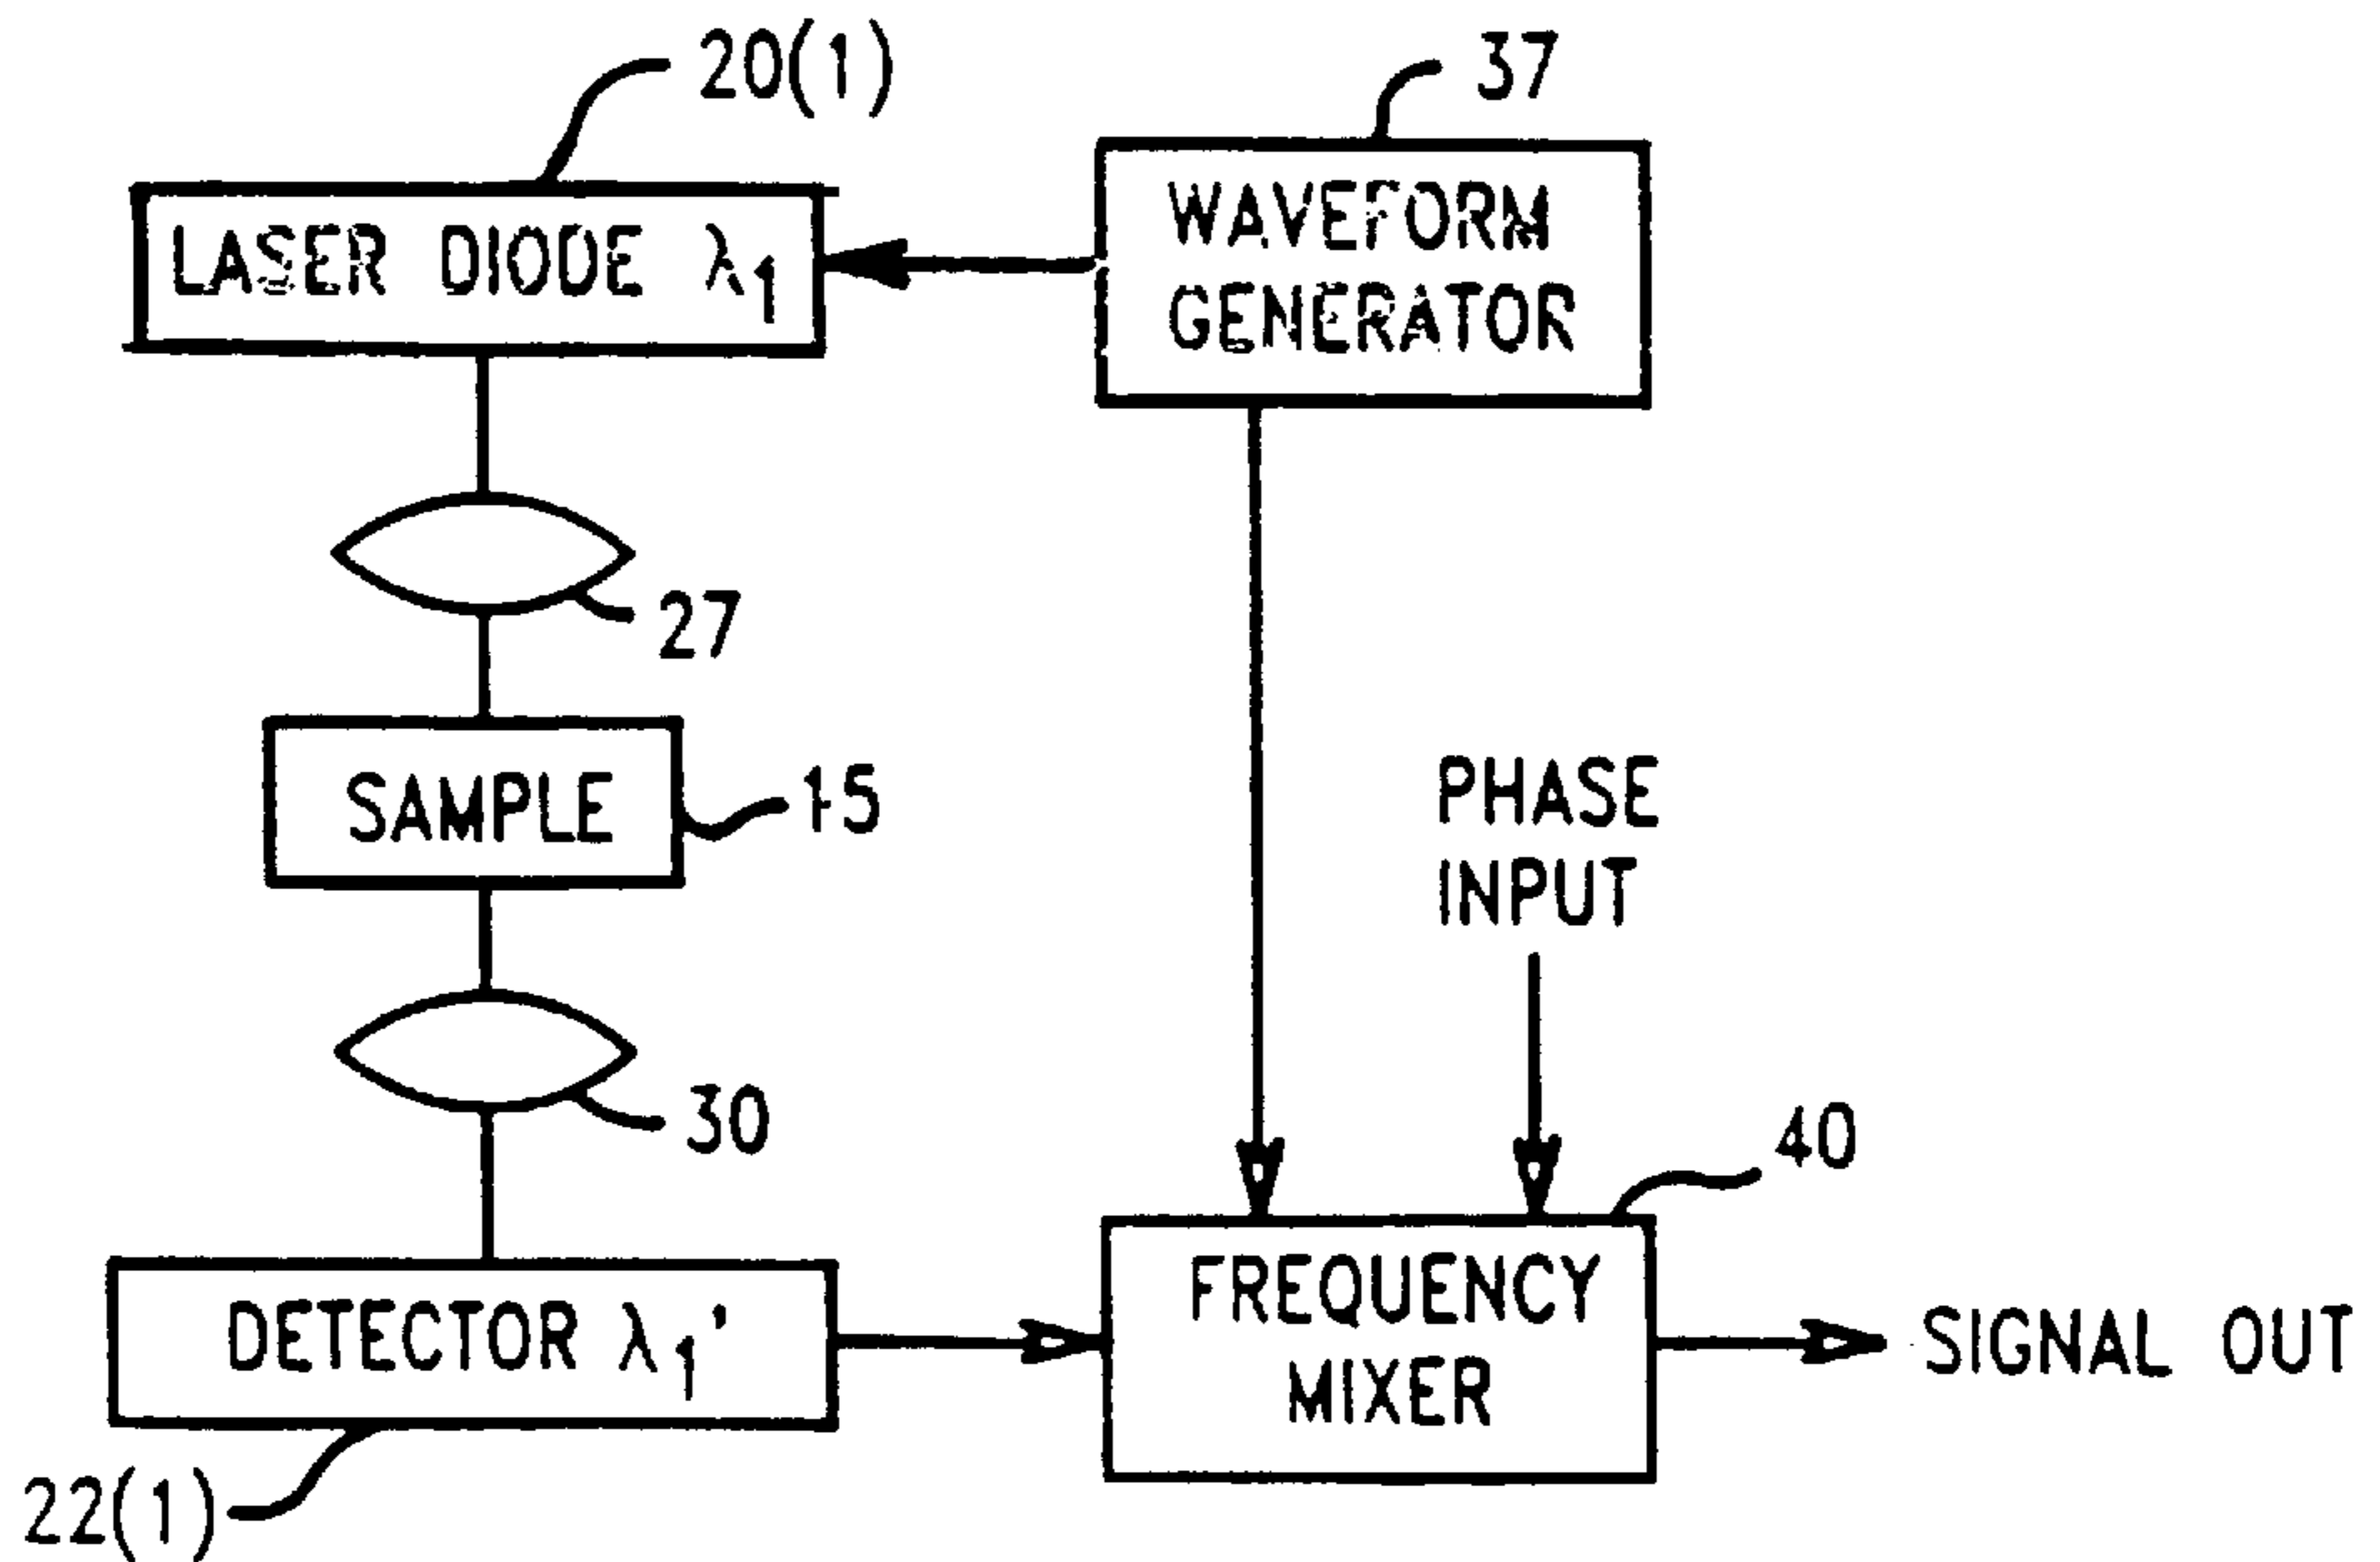 20(1)
37
LASER DIODE λ1
WAVEFORM
GENERATOR
27
SAMPLE
15
PHASE
INPUT
30
40
DETECTOR λ1'
FREQUENCY
MIXER
SIGNAL OUT
22(1)